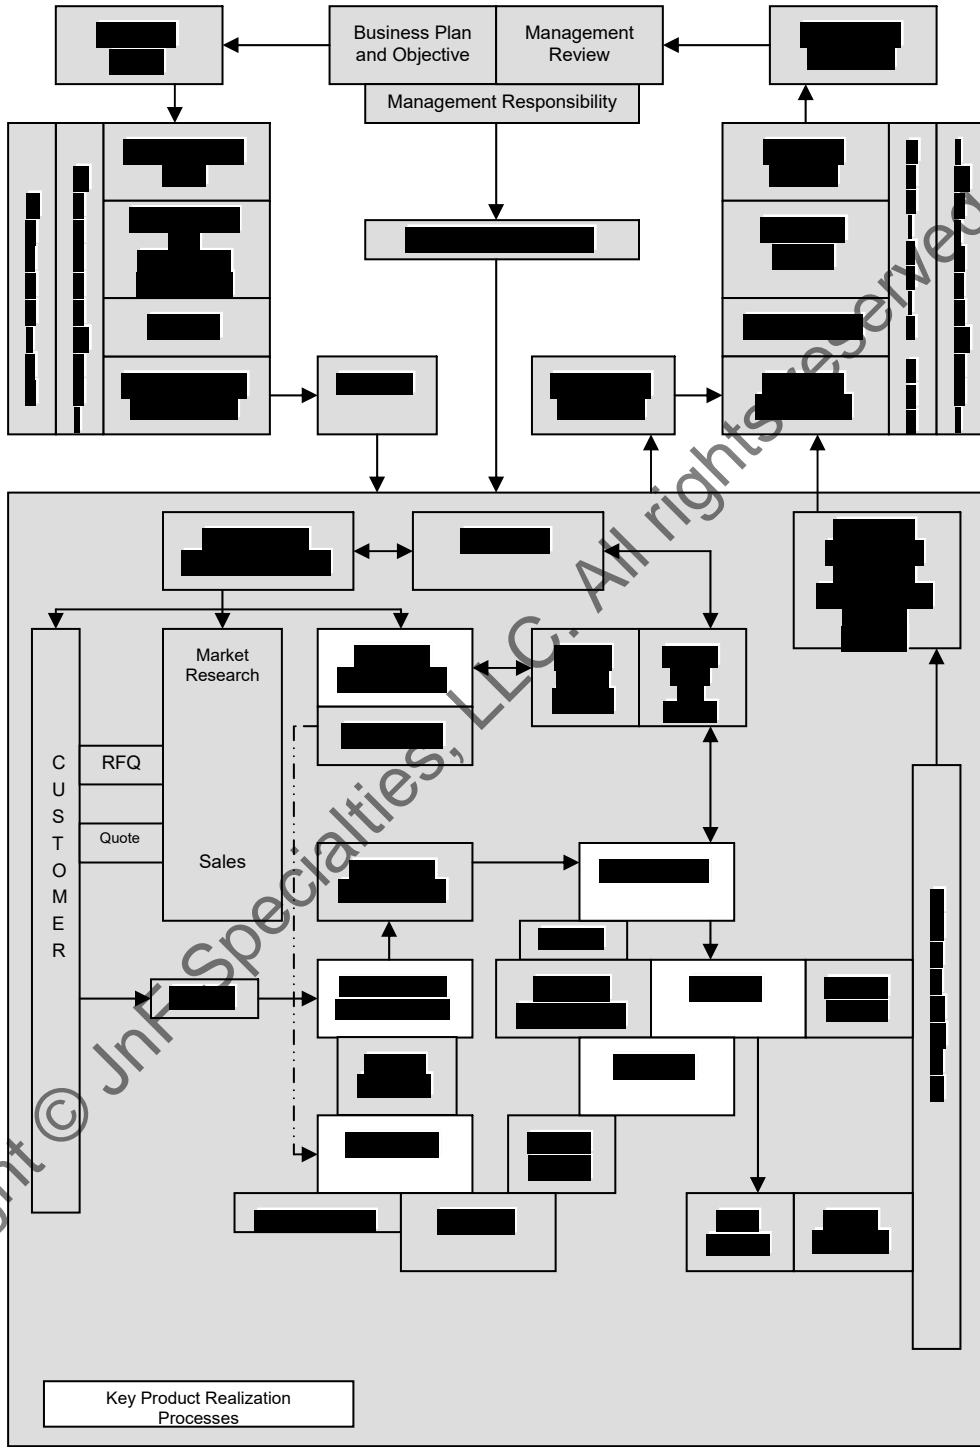 Business Plan
and Objective
Management
Review
Management Responsibility
Market
Research
CUSTOMER
RFQ
Quote
Sales
Key Product Realization
Processes
© JnF Specialties, LLC. All rights reserved